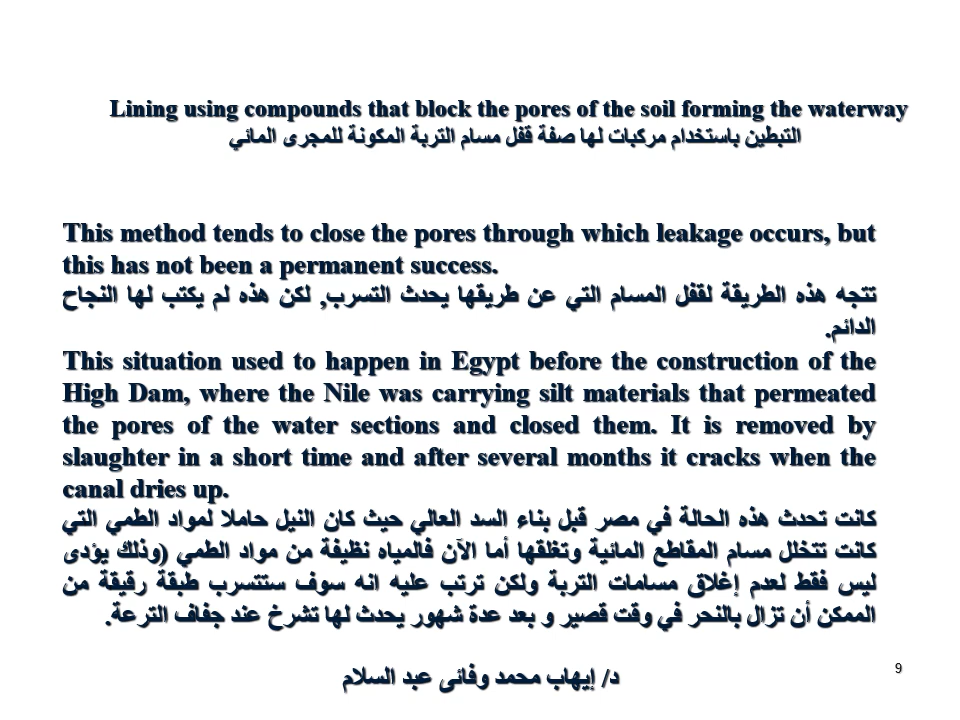 Lining using compounds that block the pores of the soil forming the waterway
التبطين باستخدام مركبات لها صفة قفل مسام التربة المكونة للمجرى المائي
This method tends to close the pores through which leakage occurs, but
this has not been a permanent success.
تتجه هذه الطريقة لقفل المسام التي عن طريقها يحدث التسرب, لكن هذه لم يكتب لها النجاح
الدائم.
This situation used to happen in Egypt before the construction of the
High Dam, where the Nile was carrying silt materials that permeated
the pores of the water sections and closed them. It is removed by
slaughter in a short time and after several months it cracks when the
canal dries up.
كانت تحدث هذه الحالة في مصر قبل بناء السد العالي حيث كان النيل حاملا لمواد الطمي التي
كانت تتخلل مسام المقاطع المائية وتغلقها أما الآن فالمياه نظيفة من مواد الطمي (وذلك يؤدى
ليس فقط لعدم إغلاق مسامات التربة ولكن ترتب عليه انه سوف ستتسرب طبقة رقيقة من
الممكن أن تزال بالنحر في وقت قصير و بعد عدة شهور يحدث لها تشرخ عند جفاف الترعة.
د/ إيهاب محمد وفائى عبد السلام
9